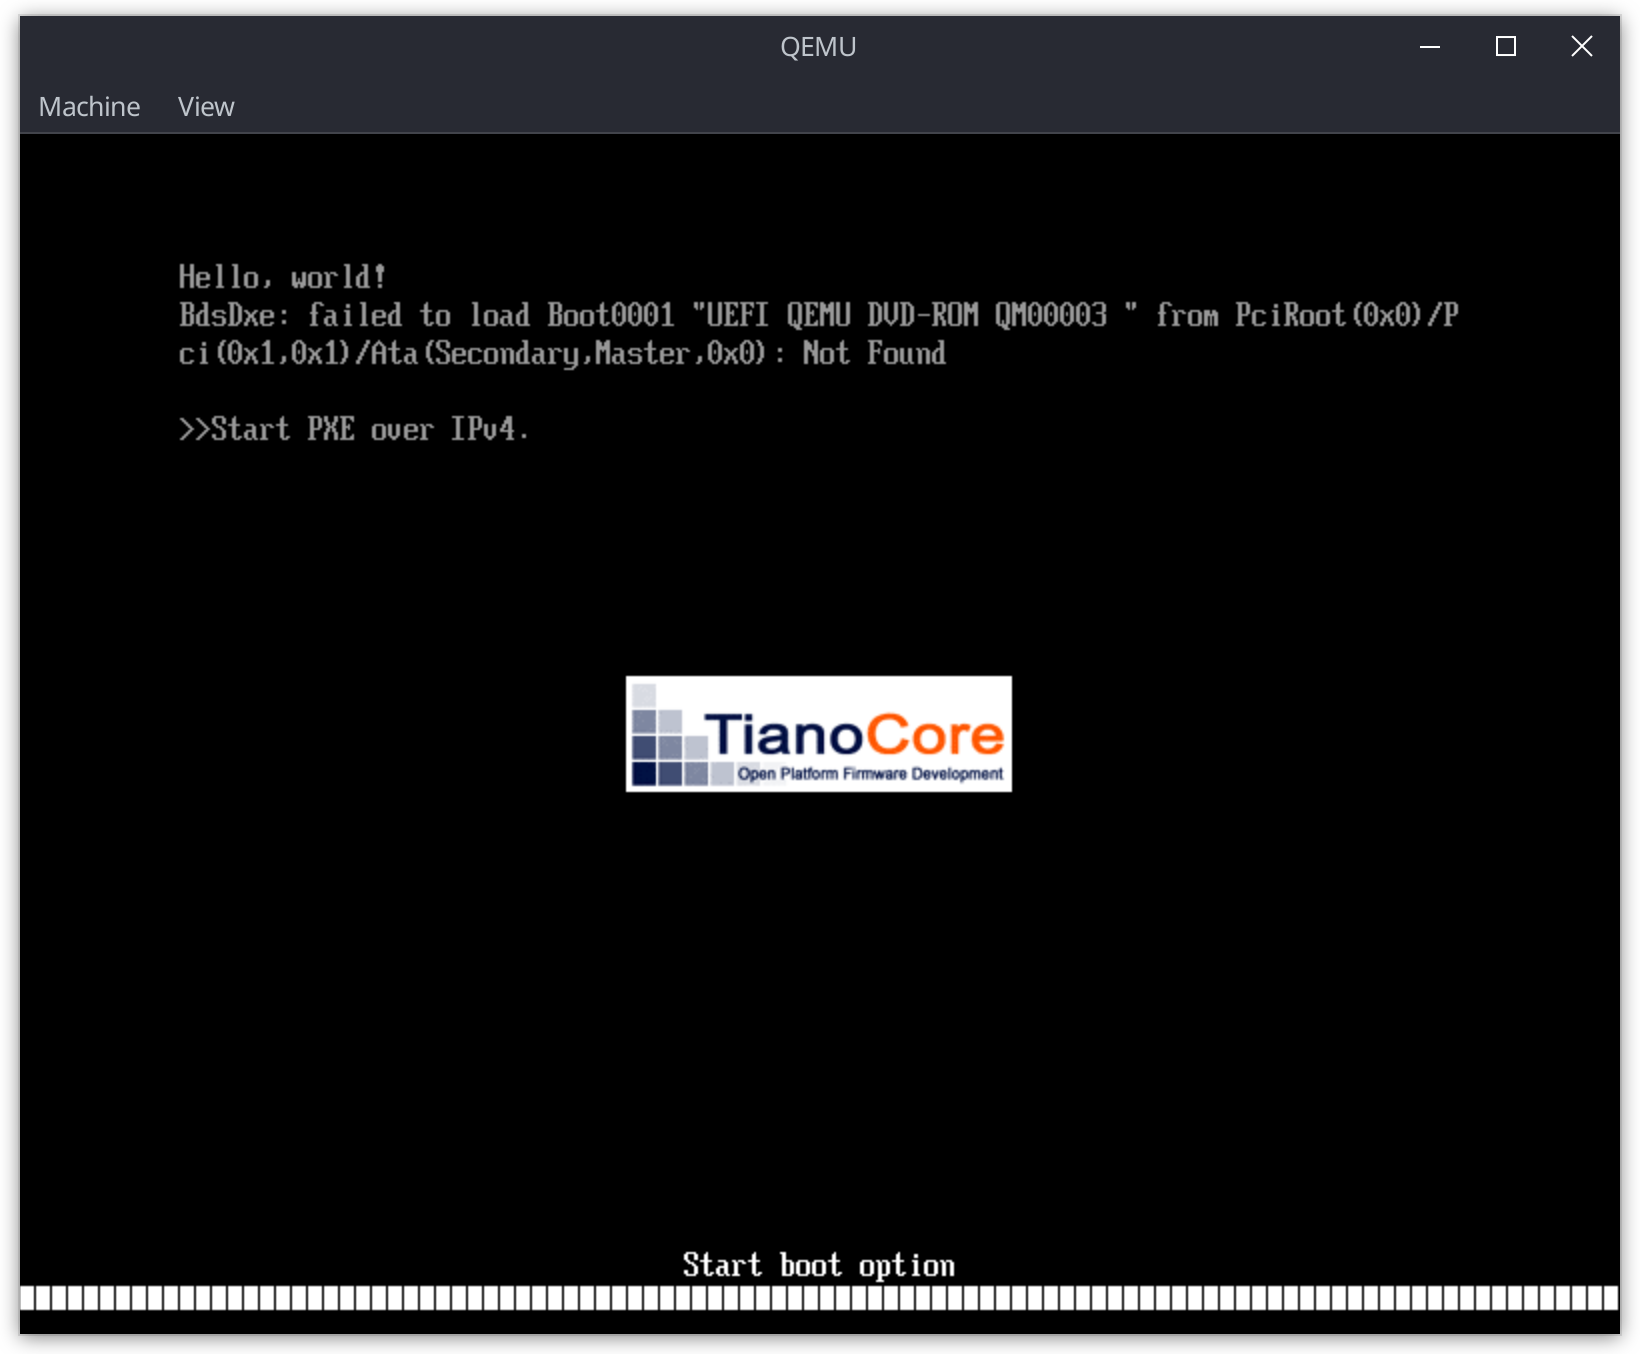 QEMU
Machine View
Hello, world!
BdsDxe: failed to load Boot0001 "UEFI QEMU DVD-ROM QM00003 " from PciRoot(0x0)/P
ci(0x1,0x1)/Ata(Secondary,Master,0x0): Not Found
>>Start PXE over IPv4.
TianoCore
Open Platform Firmware Development
Start boot option